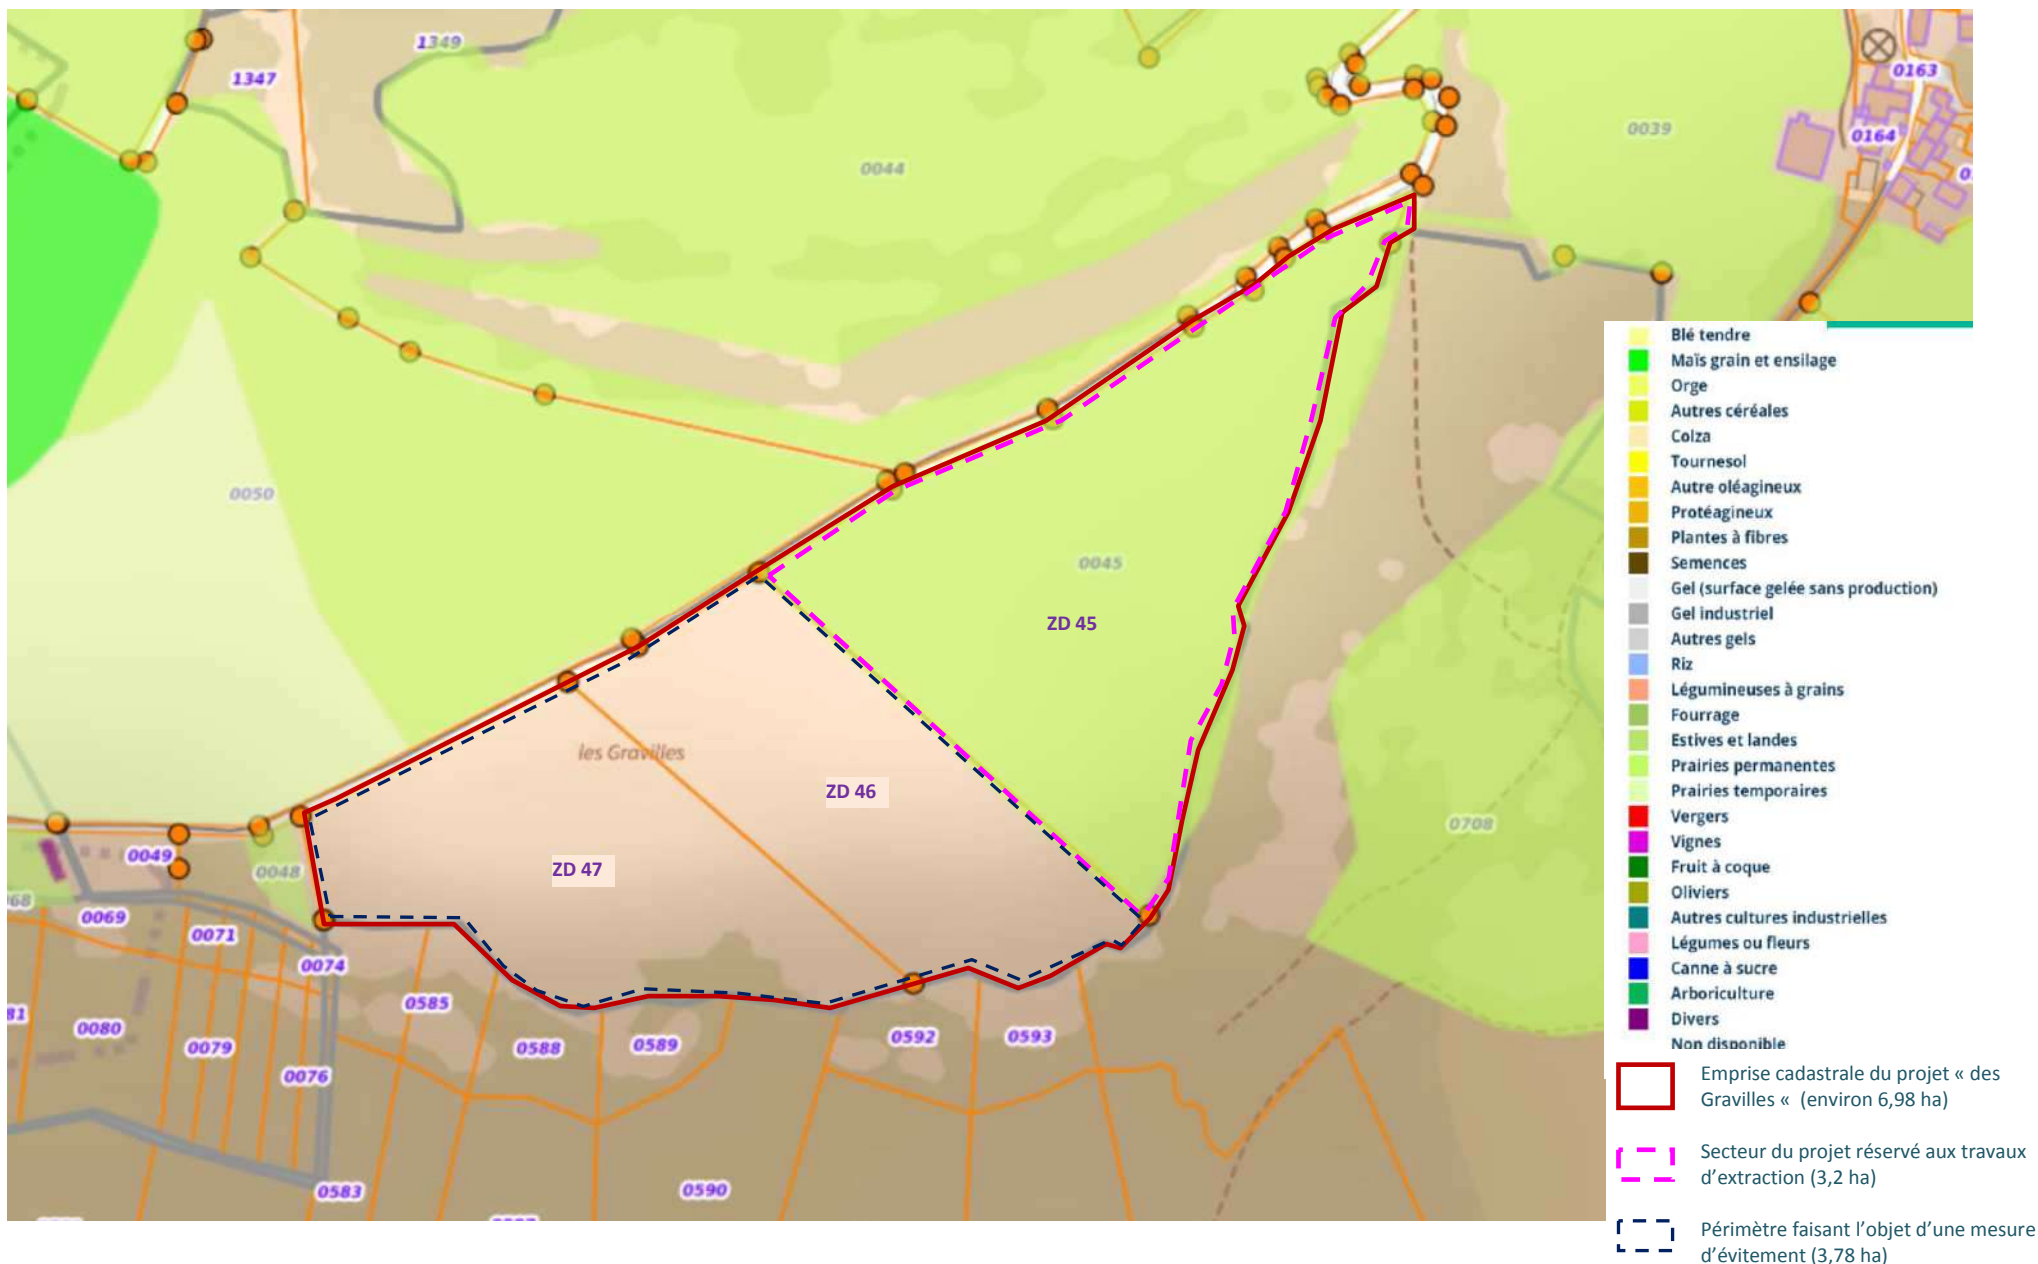 1349
1347
0163
0164
0039
0044
0050
0045
ZD 45
les Gravilles
ZD 46
ZD 47
0708
0049
0048
0069
0071
0074
0080
0079
0076
0585
0588
0589
0592
0593
0583
0590
Blé tendre
Maïs grain et ensilage
Orge
Autres céréales
Colza
Tournesol
Autre oléagineux
Protéagineux
Plantes à fibres
Semences
Gel (surface gelée sans production)
Gel industriel
Autres gels
Riz
Légumineuses à grains
Fourrage
Estives et landes
Prairies permanentes
Prairies temporaires
Vergers
Vignes
Fruit à coque
Oliviers
Autres cultures industrielles
Légumes ou fleurs
Canne à sucre
Arboriculture
Divers
Non disponible
Emprise cadastrale du projet « des
Gravilles « (environ 6,98 ha)
Secteur du projet réservé aux travaux
d'extraction (3,2 ha)
Périmètre faisant l'objet d'une mesure
d'évitement (3,78 ha)